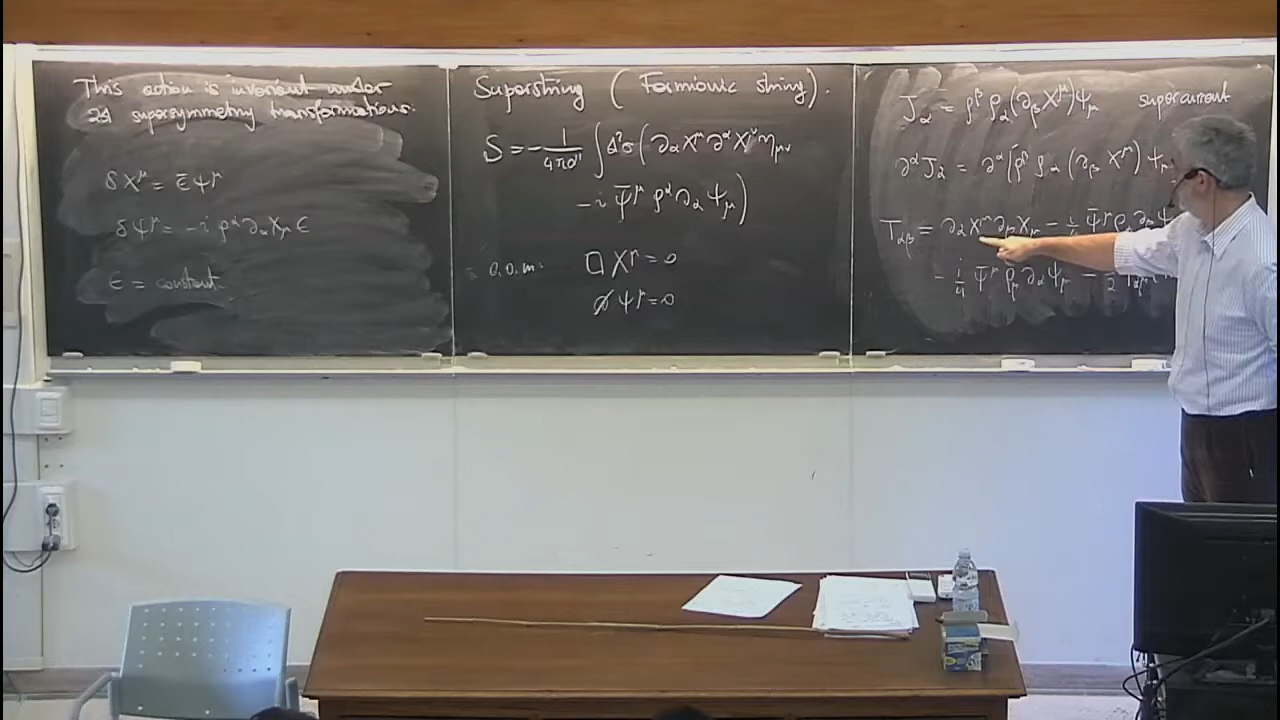 This action is invariant under
2d supersymmetry transformations.
δX^μ = ε̄ ψ^μ
δψ^μ = -i ρ^α ∂_α X_μ ε
ε = constant
Superstring ( Fermionic string ) .
S = - 1/4πα' ∫ d²σ ( ∂_α X^μ ∂^α X^ν η_μν
- i ψ̄^μ ρ^α ∂_α ψ_μ )
e.o.m. □ X^μ = 0
∂̸ ψ^μ = 0
J_α = ρ^β ρ_α (∂_β X^μ) ψ_μ supercurrent
∂^α J_α = ∂^α ( ρ^β ρ_α (∂_β X^μ) ψ_μ
T_αβ = ∂_α X^μ ∂_β X_μ - i/4 ψ̄^μ ρ_α ∂_β ψ
- i/4 ψ̄^μ ρ_β ∂_α ψ_μ -